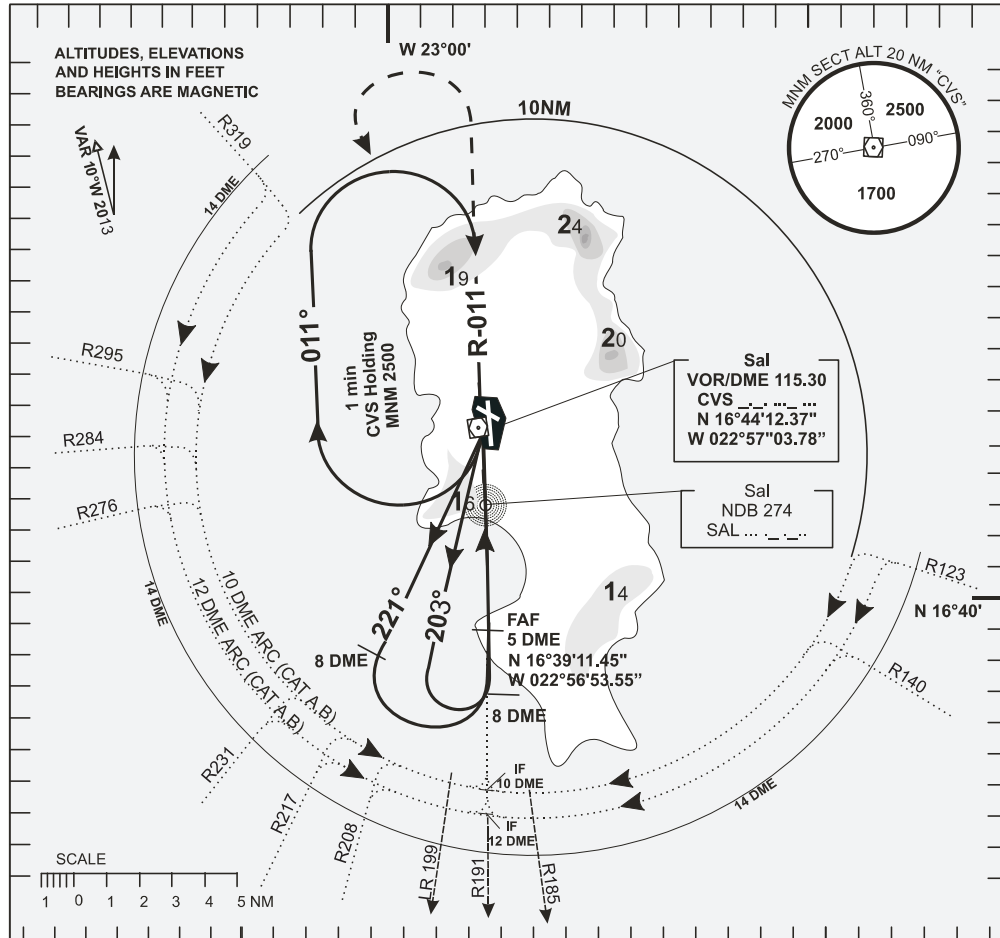 ALTITUDES, ELEVATIONS
AND HEIGHTS IN FEET
BEARINGS ARE MAGNETIC
W 23°00'
MNM SECT ALT 20 NM "CVS"
360°
2000
2500
270°
090°
1700
VAR 10°W 2013
R319
14 DME
10NM
24
19
20
R-011
011°
1 min
CVS Holding
MNM 2500
R295
R284
R276
Sal
VOR/DME 115.30
CVS _._. ..._ ...
N 16°44'12.37"
W 022°57"03.78"
16
Sal
NDB 274
SAL ... ._ ._..
14
R123
N 16°40'
R140
14 DME
10 DME ARC (CAT A,B)
12 DME ARC (CAT A,B)
221°
203°
8 DME
FAF
5 DME
N 16°39'11.45"
W 022°56'53.55"
8 DME
R231
R217
R208
IF
10 DME
IF
12 DME
14 DME
LR 199
R191
R185
SCALE
1 0 1 2 3 4 5 NM